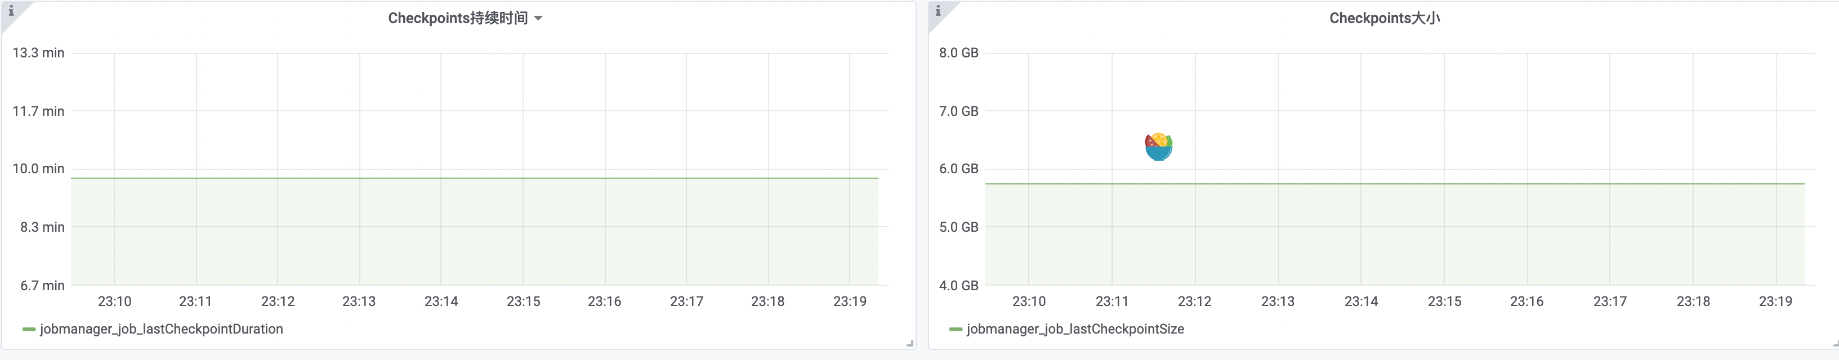 i
Checkpoints持续时间
13.3 min
11.7 min
10.0 min
8.3 min
6.7 min
23:10 23:11 23:12 23:13 23:14 23:15 23:16 23:17 23:18 23:19
jobmanager_job_lastCheckpointDuration
i
Checkpoints大小
8.0 GB
7.0 GB
6.0 GB
5.0 GB
4.0 GB
23:10 23:11 23:12 23:13 23:14 23:15 23:16 23:17 23:18 23:19
jobmanager_job_lastCheckpointSize